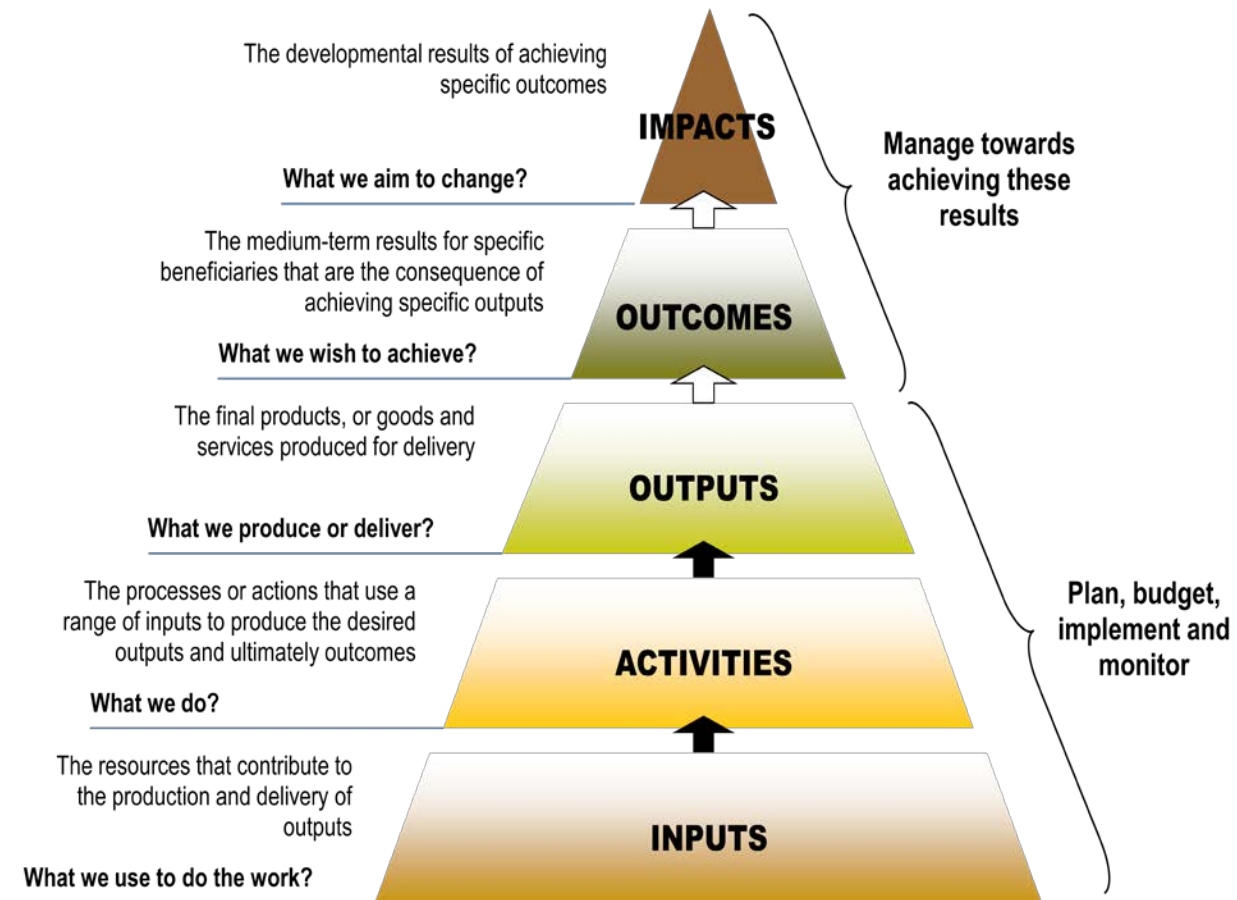 The developmental results of achieving
specific outcomes
IMPACTS
What we aim to change?
Manage towards
achieving these
results
The medium-term results for specific
beneficiaries that are the consequence of
achieving specific outputs
OUTCOMES
What we wish to achieve?
The final products, or goods and
services produced for delivery
OUTPUTS
What we produce or deliver?
The processes or actions that use a
range of inputs to produce the desired
outputs and ultimately outcomes
ACTIVITIES
What we do?
Plan, budget,
implement and
monitor
The resources that contribute to
the production and delivery of
outputs
INPUTS
What we use to do the work?